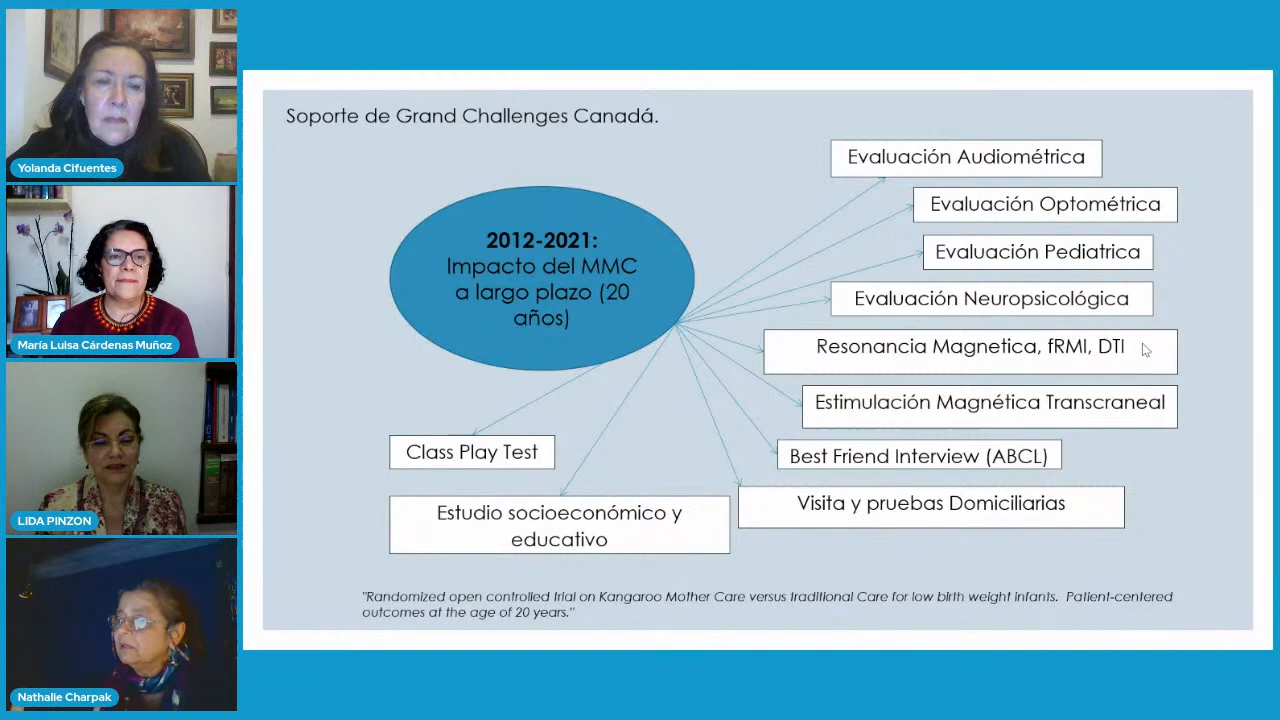 Yolanda Cifuentes
María Luisa Cárdenas Muñoz
LIDA PINZON
Nathalie Charpak
Soporte de Grand Challenges Canadá.
2012-2021:
Impacto del MMC
a largo plazo (20
años)
Evaluación Audiométrica
Evaluación Optométrica
Evaluación Pediatrica
Evaluación Neuropsicológica
Resonancia Magnetica, fRMI, DTI
Estimulación Magnética Transcraneal
Best Friend Interview (ABCL)
Visita y pruebas Domiciliarias
Class Play Test
Estudio socioeconómico y
educativo
"Randomized open controlled trial on Kangaroo Mother Care versus traditional Care for low birth weight infants. Patient-centered
outcomes at the age of 20 years."